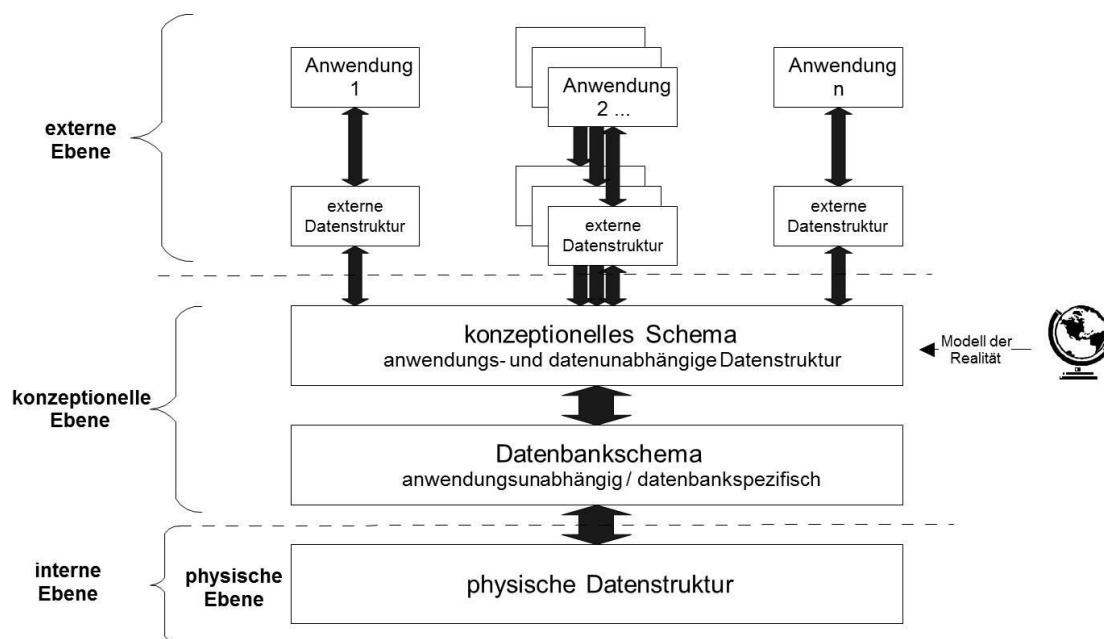 Anwendung
1
Anwendung
2 ...
Anwendung
n
externe
Ebene
externe
Datenstruktur
externe
Datenstruktur
externe
Datenstruktur
konzeptionelles Schema
anwendungs- und datenunabhängige Datenstruktur
Modell der
Realität
konzeptionelle
Ebene
Datenbankschema
anwendungsunabhängig / datenbankspezifisch
interne
Ebene
physische
Ebene
physische Datenstruktur